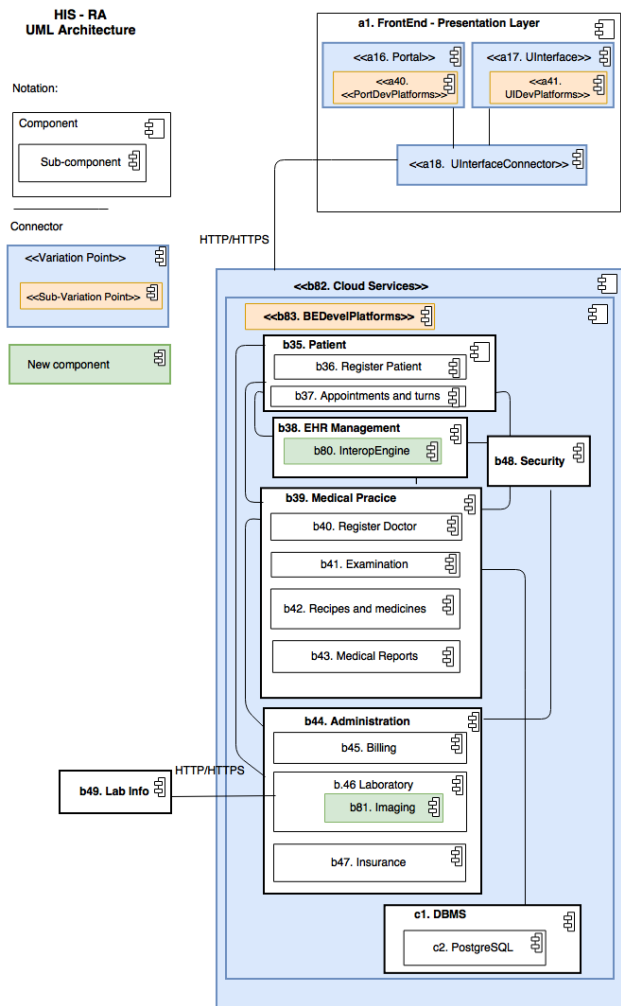 HIS - RA
UML Architecture
Notation:
Component
Sub-component
Connector
<<Variation Point>>
<<Sub-Variation Point>>
New component
a1. FrontEnd - Presentation Layer
<<a16. Portal>>
<<a40.
<<PortDevPlatforms>>
<<a17. UInterface>>
<<a41.
UIDevPlatforms>>
<<a18.  UInterfaceConnector>>
HTTP/HTTPS
<<b82. Cloud Services>>
<<b83. BEDevelPlatforms>>
b35. Patient
b36. Register Patient
b37. Appointments and turns
b38. EHR Management
b80. InteropEngine
b48. Security
b39. Medical Pracice
b40. Register Doctor
b41. Examination
b42. Recipes and medicines
b43. Medical Reports
b44. Administration
b45. Billing
HTTP/HTTPS
b49. Lab Info
b.46 Laboratory
b81. Imaging
b47. Insurance
c1. DBMS
c2. PostgreSQL